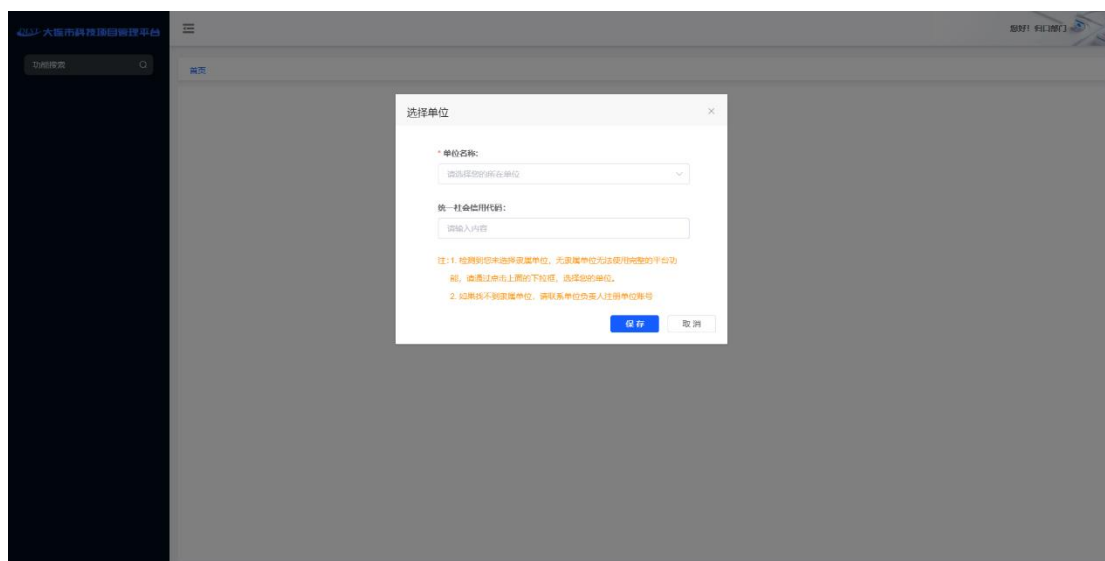 大连市科技项目管理平台
您好！归口部门
功能搜索
首页
选择单位
* 单位名称:
请选择您的所在单位
统一社会信用代码:
请输入内容
注: 1. 检测到您未选择隶属单位，无隶属单位无法使用完整的平台功
能，请通过点击上面的下拉框，选择您的单位。
2. 如果找不到隶属单位，请联系单位负责人注册单位账号
保存
取消